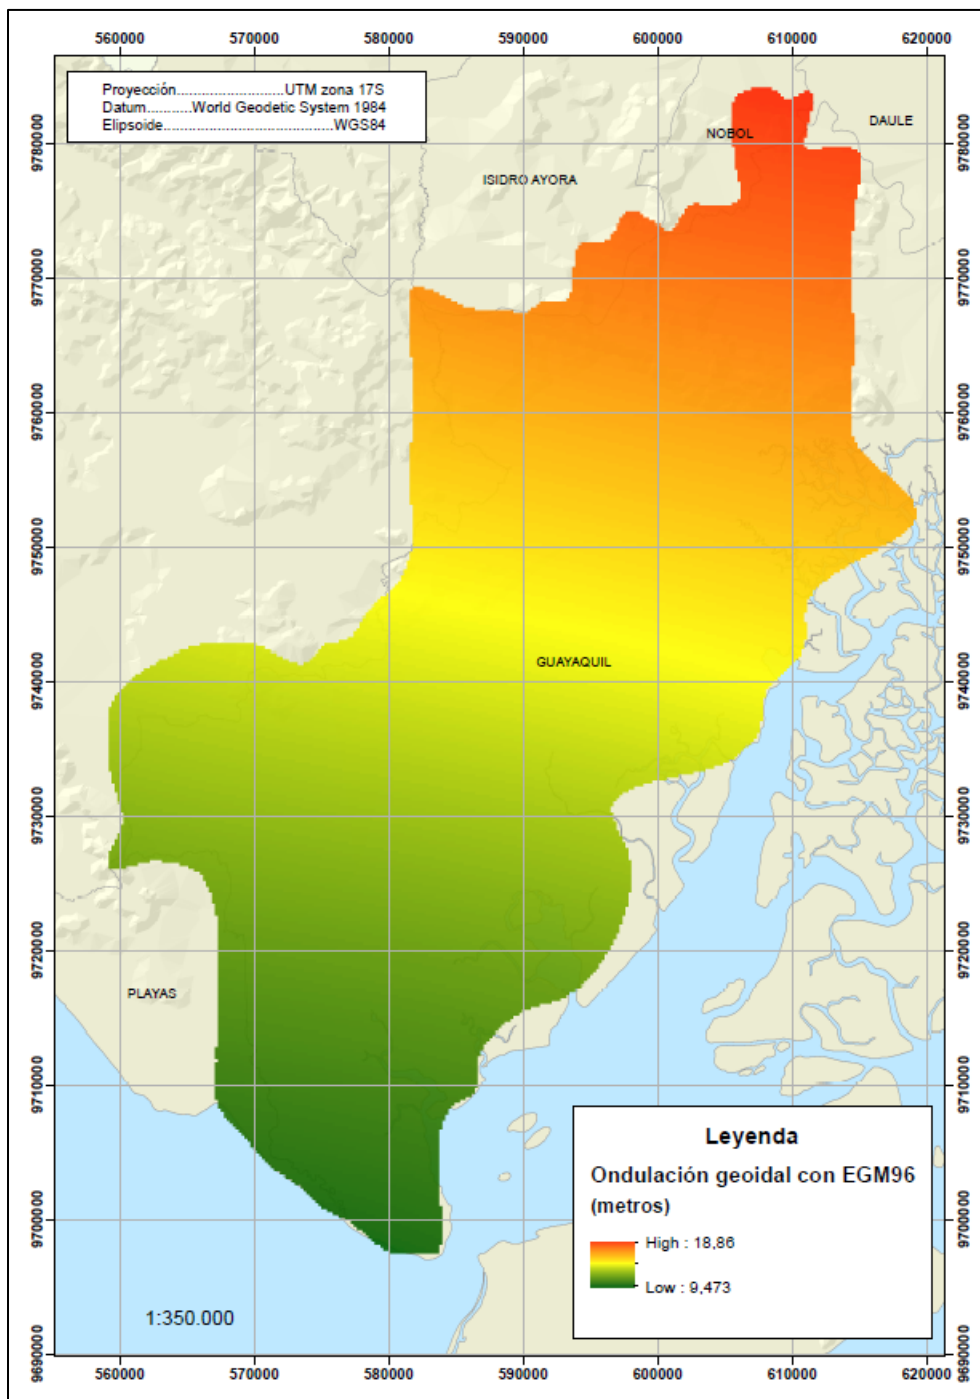 560000 570000 580000 590000 600000 610000 620000
Proyección............................UTM zona 17S
Datum...........World Geodetic System 1984
Elipsoide...........................................WGS84
9780000 9780000
9770000 9770000
9760000 9760000
9750000 9750000
9740000 9740000
9730000 9730000
9720000 9720000
9710000 9710000
9700000 9700000
9690000 9690000
NOBOL
DAULE
ISIDRO AYORA
GUAYAQUIL
PLAYAS
1:350.000
Leyenda
Ondulación geoidal con EGM96
(metros)
High : 18,86
Low : 9,473
560000 570000 580000 590000 600000 610000 620000